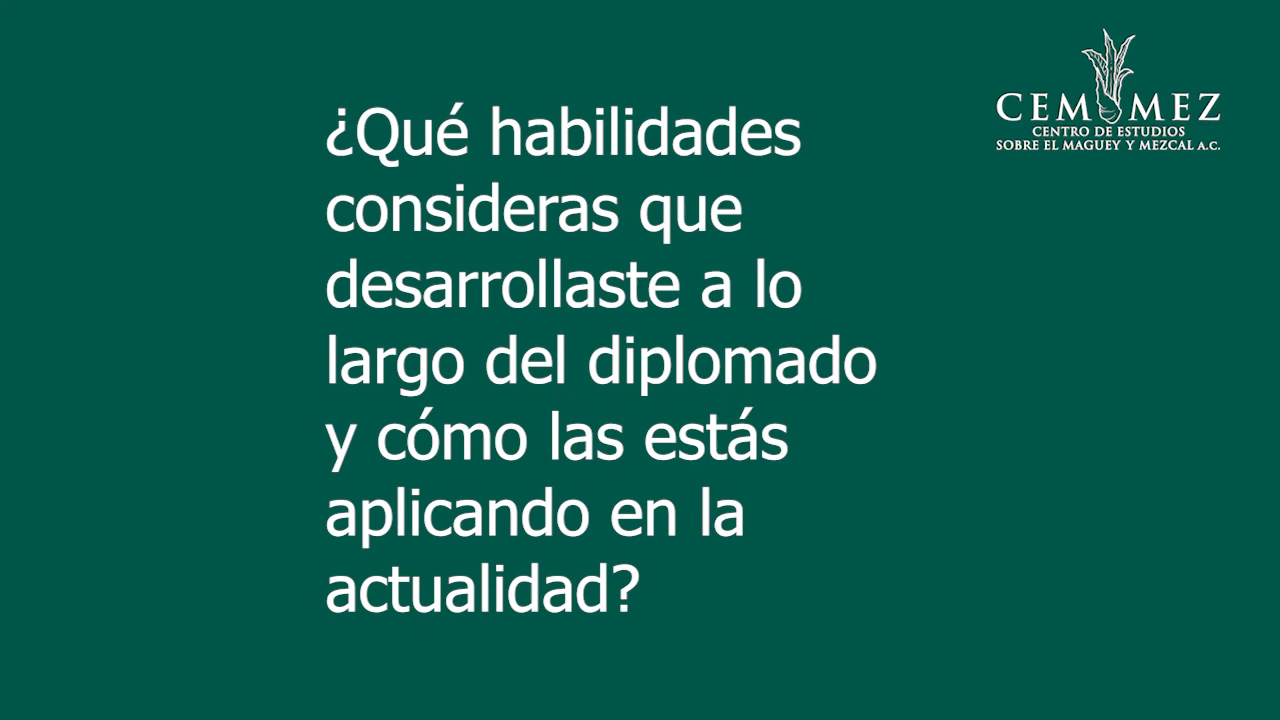 ¿Qué habilidades
consideras que
desarrollaste a lo
largo del diplomado
y cómo las estás
aplicando en la
actualidad?
CEMMEZ
CENTRO DE ESTUDIOS
SOBRE EL MAGUEY Y MEZCAL A.C.